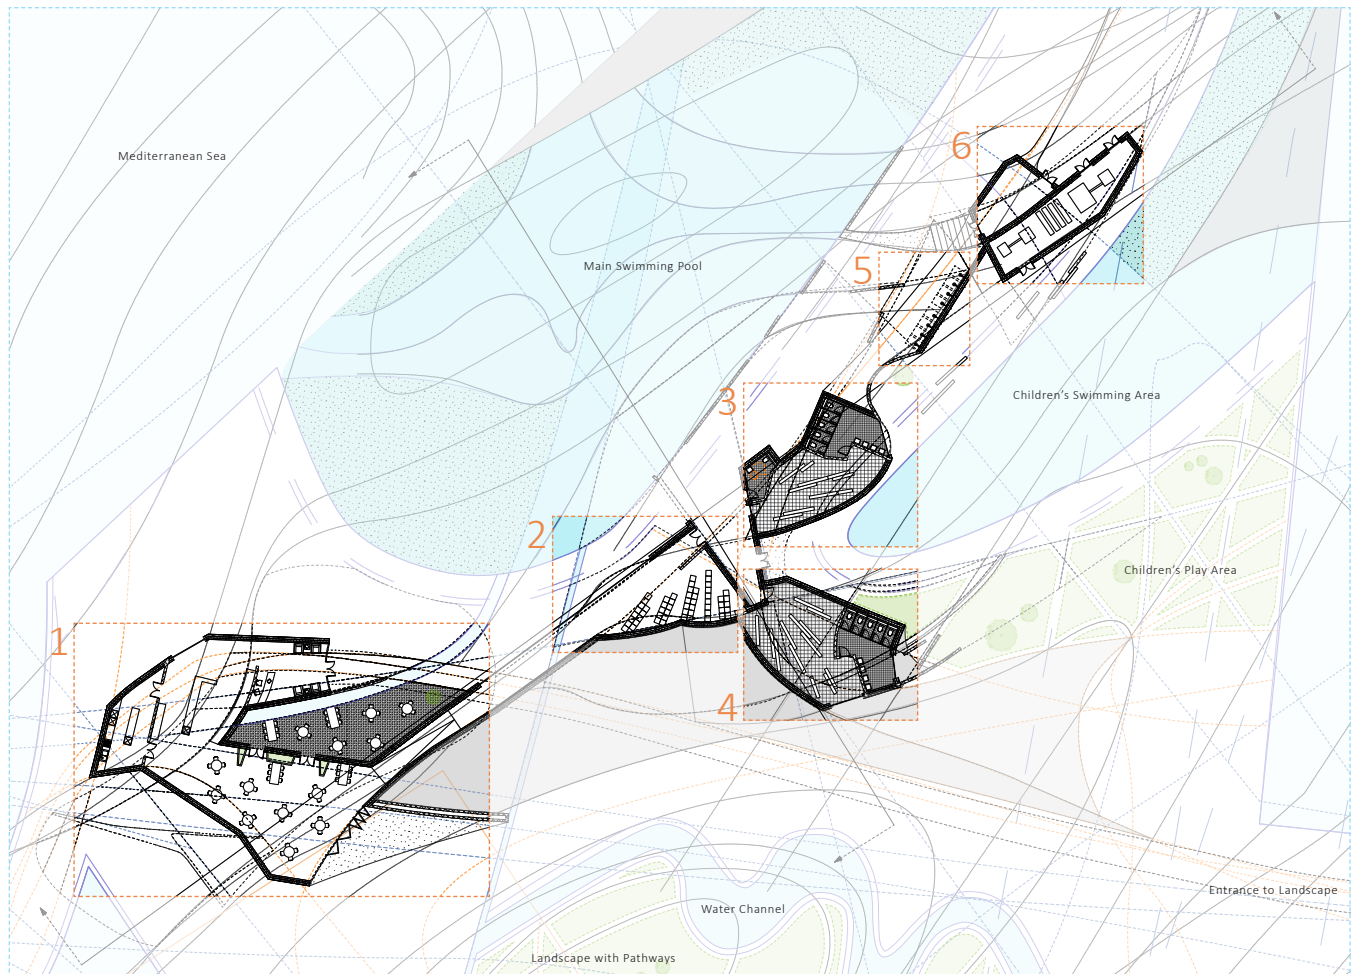 Mediterranean Sea
6
Main Swimming Pool
5
3
Children's Swimming Area
2
Children's Play Area
1
4
Entrance to Landscape
Water Channel
Landscape with Pathways